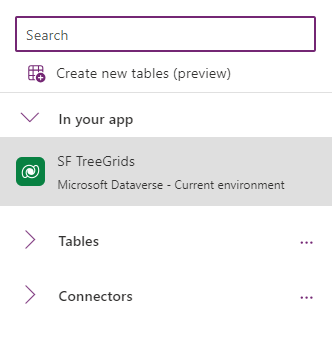 Search
Create new tables (preview)
In your app
SF TreeGrids
Microsoft Dataverse - Current environment
Tables
Connectors